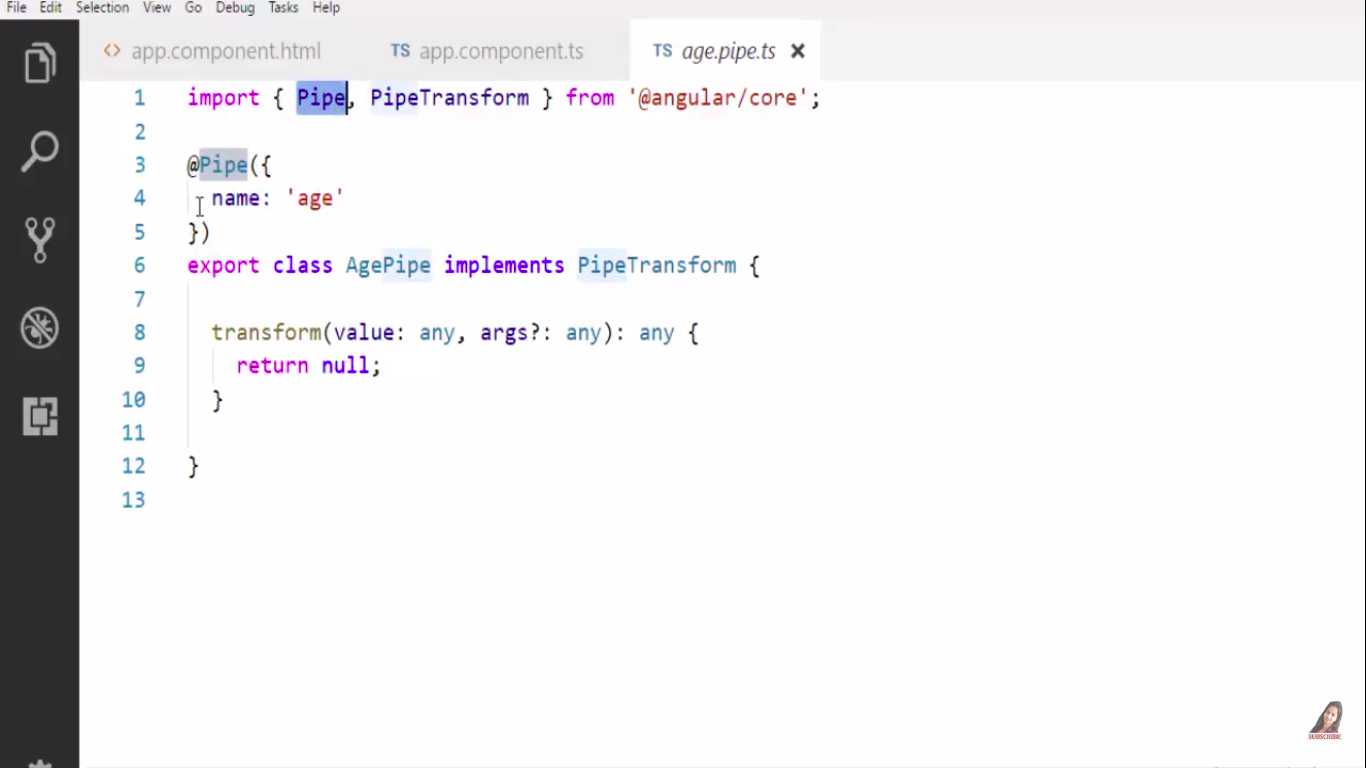 File Edit Selection View Go Debug Tasks Help
<> app.component.html TS app.component.ts TS age.pipe.ts ×
1 import { Pipe, PipeTransform } from '@angular/core';
2
3 @Pipe({
4 name: 'age'
5 })
6 export class AgePipe implements PipeTransform {
7
8 transform(value: any, args?: any): any {
9 return null;
10 }
11
12 }
13
SUBSCRIBE